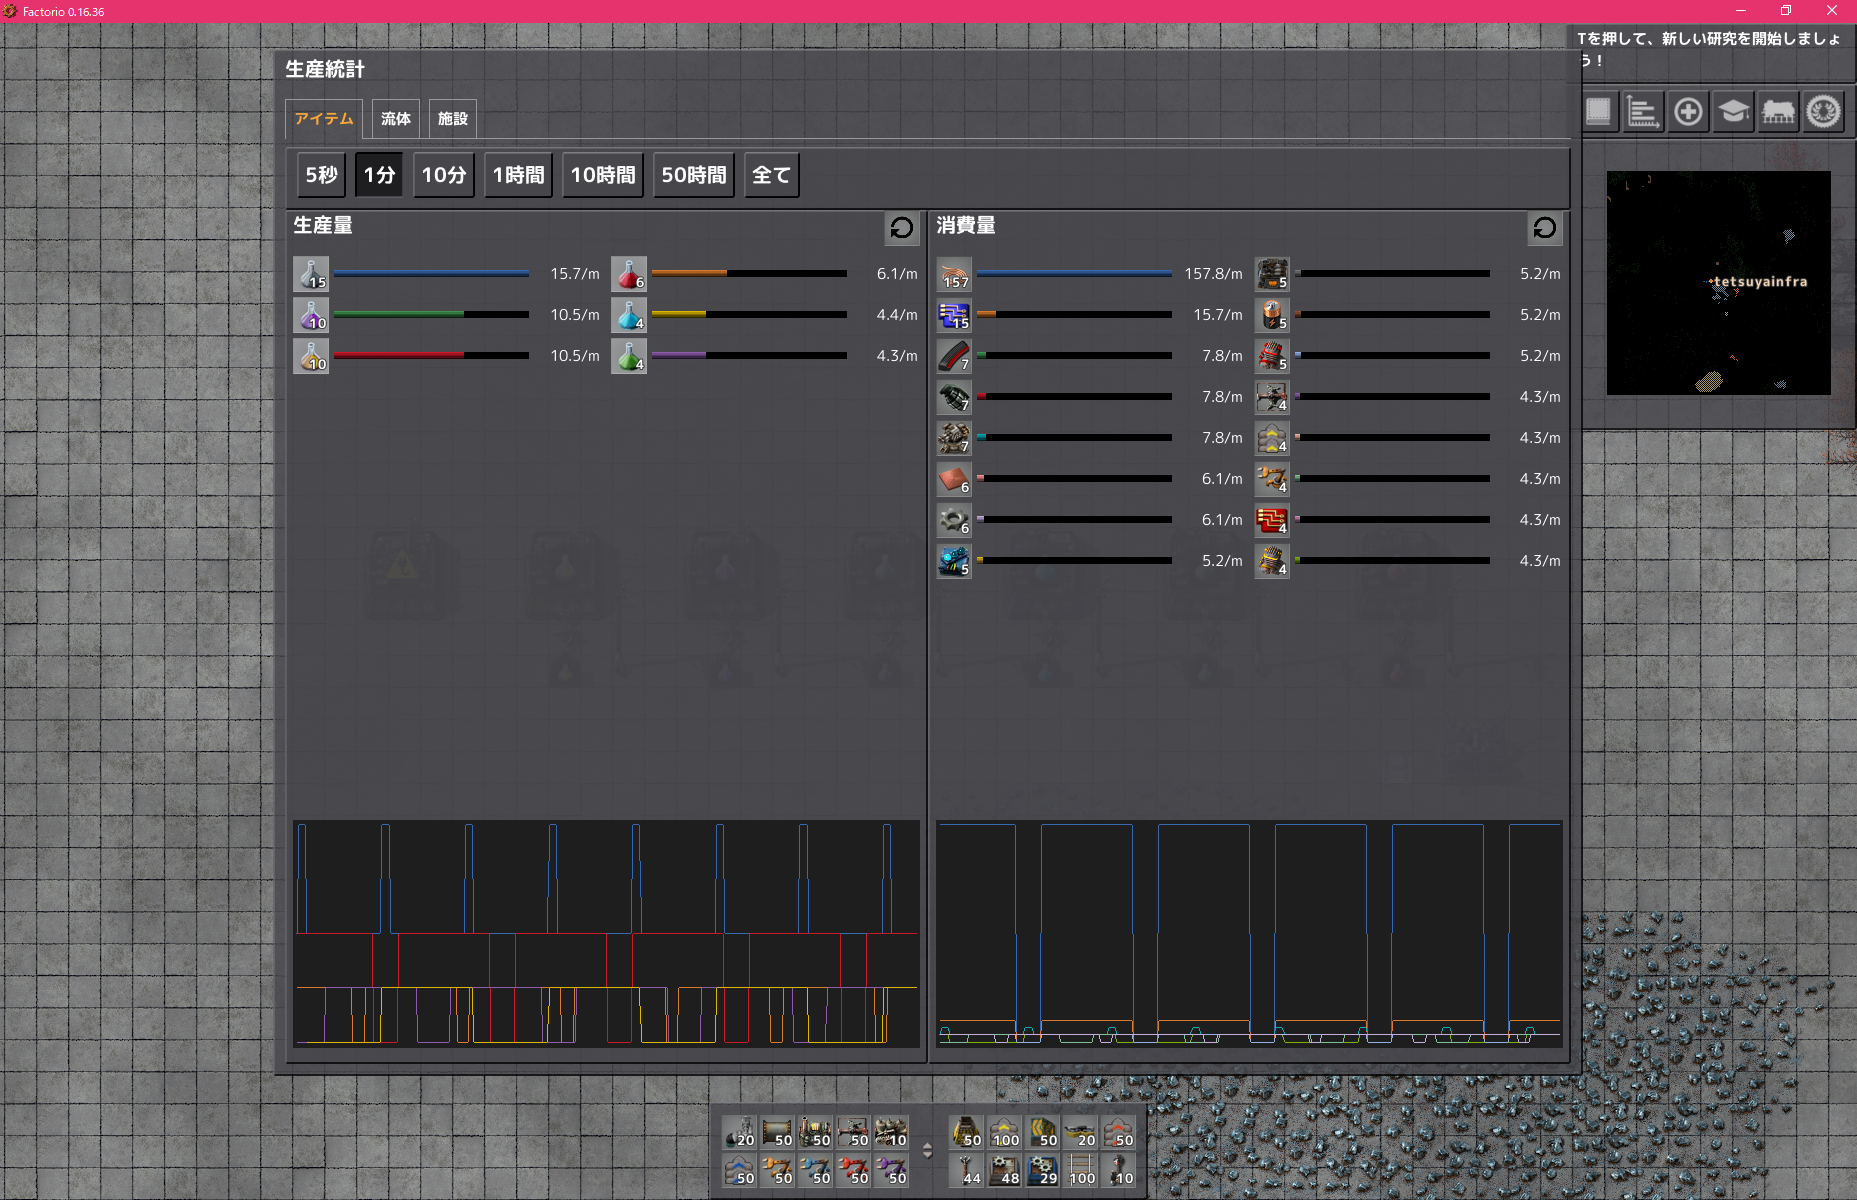 Factorio 0.16.36
Tを押して、新しい研究を開始しましょ
う！
生産統計
アイテム 流体 施設
5秒 1分 10分 1時間 10時間 50時間 全て
生産量
15 15.7/m 6 6.1/m
10 10.5/m 4 4.4/m
10 10.5/m 4 4.3/m
消費量
157 157.8/m 5 5.2/m
15 15.7/m 5 5.2/m
7 7.8/m 5 5.2/m
7 7.8/m 4 4.3/m
7 7.8/m 4 4.3/m
6 6.1/m 4 4.3/m
6 6.1/m 4 4.3/m
5 5.2/m 4 4.3/m
tetsuyainfra
20 50 50 50 10 50 100 50 20 50
50 50 50 50 50 44 48 29 100 10